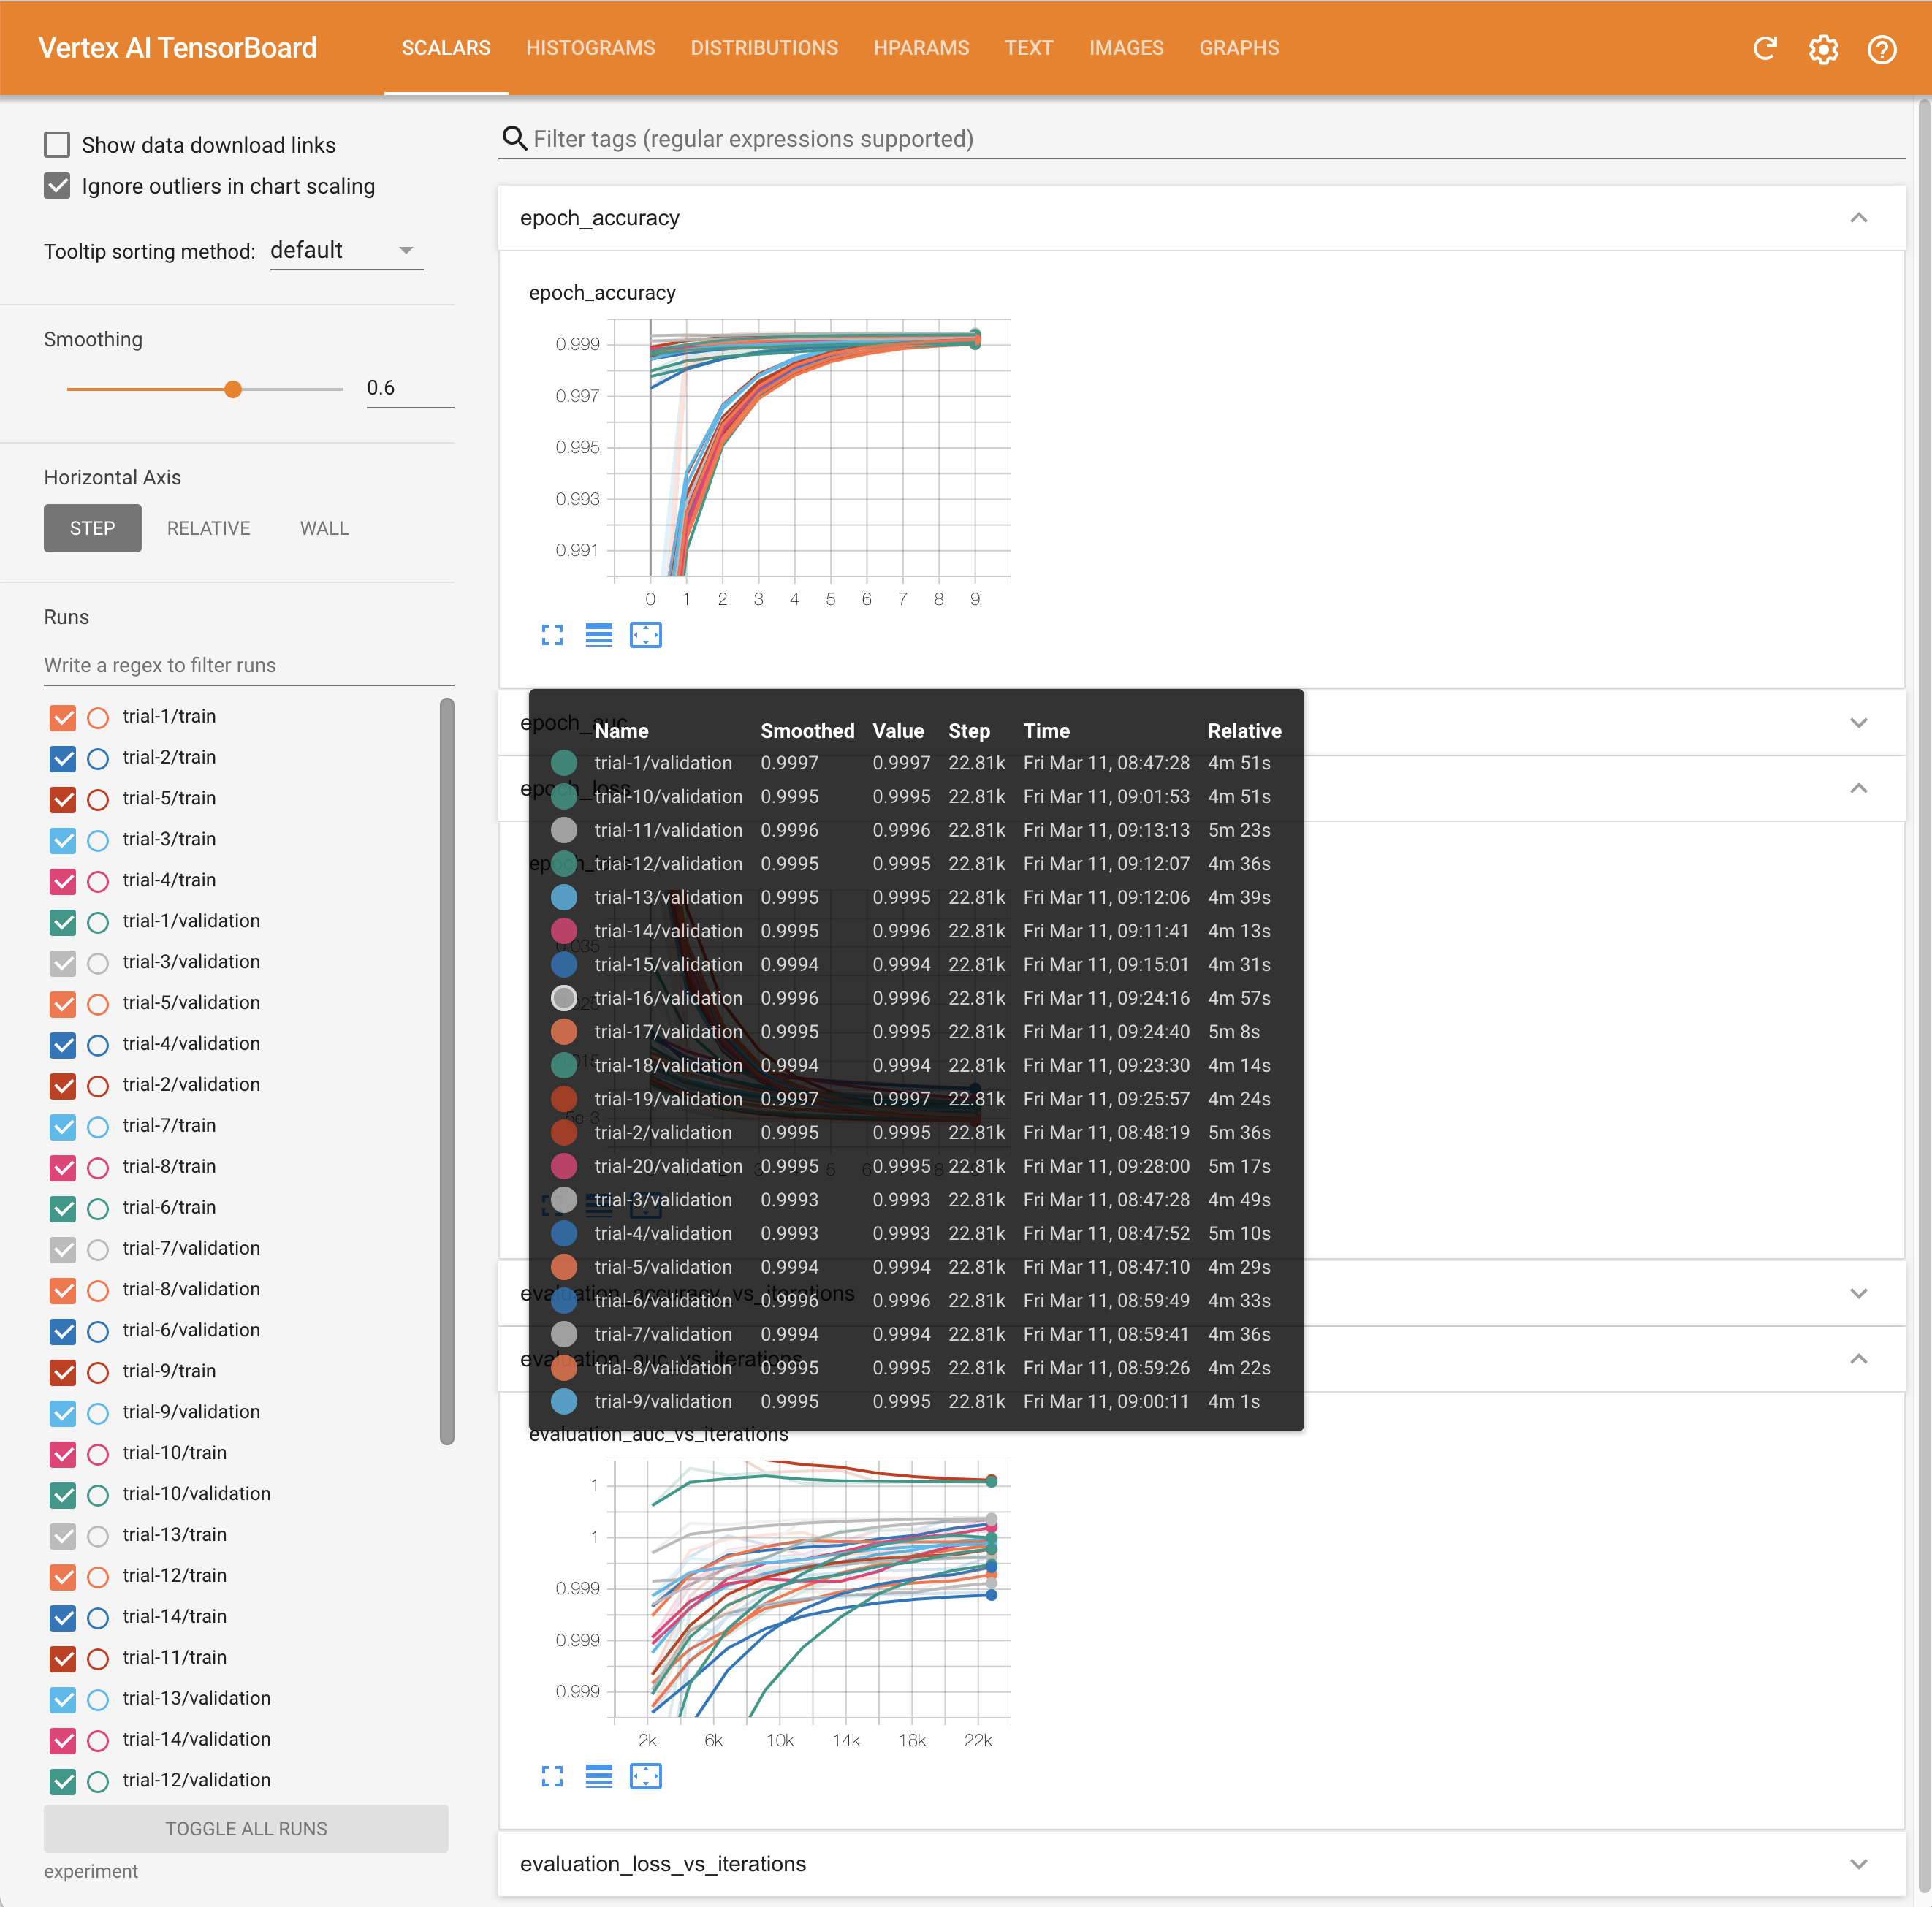 Vertex AI TensorBoard
SCALARS HISTOGRAMS DISTRIBUTIONS HPARAMS TEXT IMAGES GRAPHS
Show data download links
Ignore outliers in chart scaling
Tooltip sorting method: default
Smoothing
0.6
Horizontal Axis
STEP RELATIVE WALL
Runs
Write a regex to filter runs
trial-1/train
trial-2/train
trial-5/train
trial-3/train
trial-4/train
trial-1/validation
trial-3/validation
trial-5/validation
trial-4/validation
trial-2/validation
trial-7/train
trial-8/train
trial-6/train
trial-7/validation
trial-8/validation
trial-6/validation
trial-9/train
trial-9/validation
trial-10/train
trial-10/validation
trial-13/train
trial-12/train
trial-14/train
trial-11/train
trial-13/validation
trial-14/validation
trial-12/validation
TOGGLE ALL RUNS
experiment
Filter tags (regular expressions supported)
epoch_accuracy
epoch_accuracy
0.999
0.997
0.995
0.993
0.991
0 1 2 3 4 5 6 7 8 9
epoch_auc
Name Smoothed Value Step Time Relative
trial-1/validation 0.9997 0.9997 22.81k Fri Mar 11, 08:47:28 4m 51s
epoch_loss
trial-10/validation 0.9995 0.9995 22.81k Fri Mar 11, 09:01:53 4m 51s
trial-11/validation 0.9996 0.9996 22.81k Fri Mar 11, 09:13:13 5m 23s
trial-12/validation 0.9995 0.9995 22.81k Fri Mar 11, 09:12:07 4m 36s
trial-13/validation 0.9995 0.9995 22.81k Fri Mar 11, 09:12:06 4m 39s
trial-14/validation 0.9995 0.9996 22.81k Fri Mar 11, 09:11:41 4m 13s
0.035
trial-15/validation 0.9994 0.9994 22.81k Fri Mar 11, 09:15:01 4m 31s
trial-16/validation 0.9996 0.9996 22.81k Fri Mar 11, 09:24:16 4m 57s
trial-17/validation 0.9995 0.9995 22.81k Fri Mar 11, 09:24:40 5m 8s
trial-18/validation 0.9994 0.9994 22.81k Fri Mar 11, 09:23:30 4m 14s
trial-19/validation 0.9997 0.9997 22.81k Fri Mar 11, 09:25:57 4m 24s
5e-3
trial-2/validation 0.9995 0.9995 22.81k Fri Mar 11, 08:48:19 5m 36s
trial-20/validation 0.9995 0.9995 22.81k Fri Mar 11, 09:28:00 5m 17s
trial-3/validation 0.9993 0.9993 22.81k Fri Mar 11, 08:47:28 4m 49s
trial-4/validation 0.9993 0.9993 22.81k Fri Mar 11, 08:47:52 5m 10s
trial-5/validation 0.9994 0.9994 22.81k Fri Mar 11, 08:47:10 4m 29s
evaluation_accuracy_vs_iterations
trial-6/validation 0.9996 0.9996 22.81k Fri Mar 11, 08:59:49 4m 33s
trial-7/validation 0.9994 0.9994 22.81k Fri Mar 11, 08:59:41 4m 36s
evaluation_auc_vs_iterations
trial-8/validation 0.9995 0.9995 22.81k Fri Mar 11, 08:59:26 4m 22s
trial-9/validation 0.9995 0.9995 22.81k Fri Mar 11, 09:00:11 4m 1s
evaluation_auc_vs_iterations
1
1
0.999
0.999
0.999
2k 6k 10k 14k 18k 22k
evaluation_loss_vs_iterations